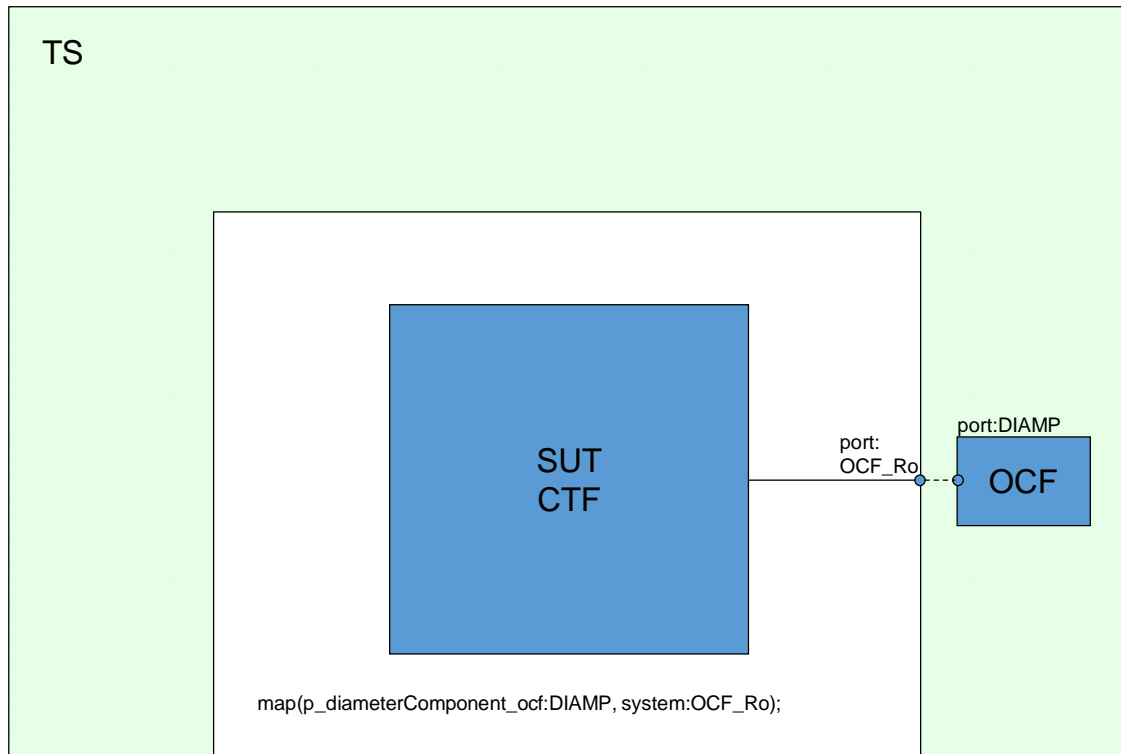 TS
port:DIAMP
port:
OCF_Ro
SUT
CTF
OCF
map(p_diameterComponent_ocf:DIAMP, system:OCF_Ro);